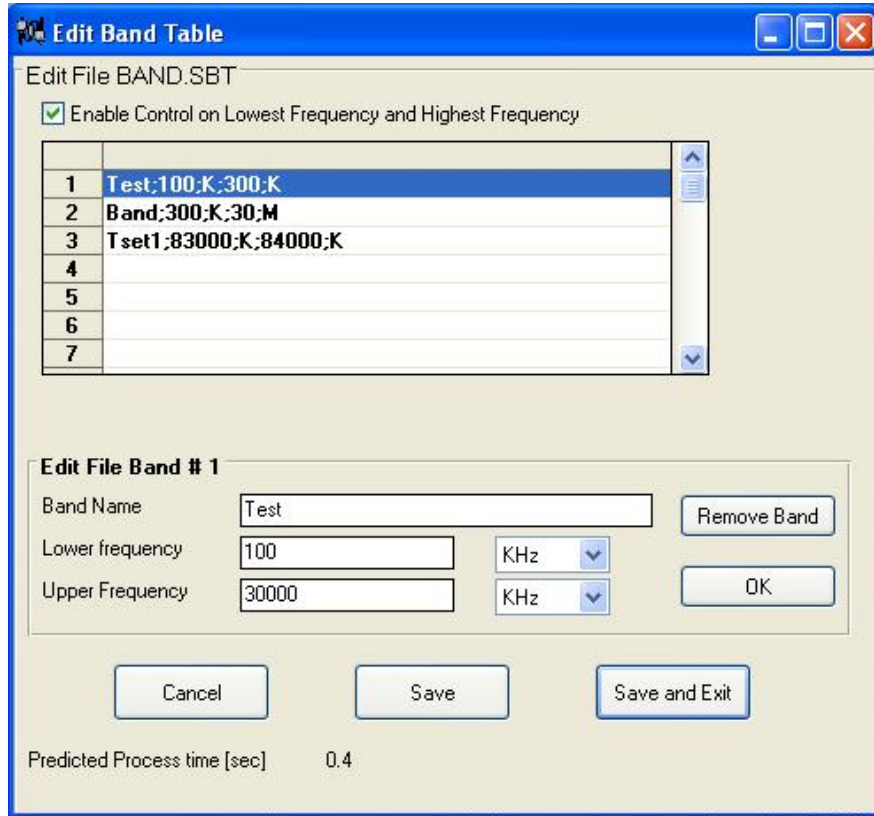 Edit Band Table
Edit File BAND.SBT
Enable Control on Lowest Frequency and Highest Frequency
1 Test;100;K;300;K
2 Band;300;K;30;M
3 Tset1;83000;K;84000;K
4
5
6
7
Edit File Band # 1
Band Name Test Remove Band
Lower frequency 100 KHz
Upper Frequency 30000 KHz OK
Cancel Save Save and Exit
Predicted Process time [sec] 0.4